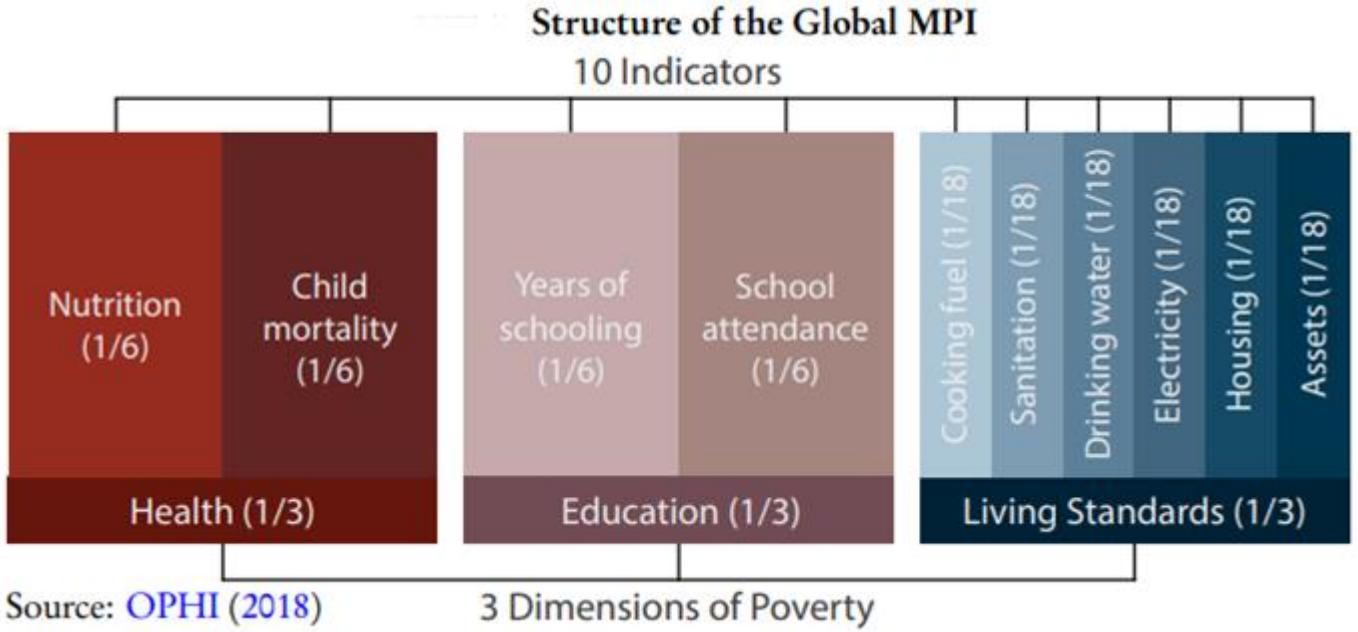 Structure of the Global MPI
10 Indicators
Nutrition
(1/6)
Child
mortality
(1/6)
Years of
schooling
(1/6)
School
attendance
(1/6)
Cooking fuel (1/18)
Sanitation (1/18)
Drinking water (1/18)
Electricity (1/18)
Housing (1/18)
Assets (1/18)
Health (1/3)
Education (1/3)
Living Standards (1/3)
Source: OPHI (2018)
3 Dimensions of Poverty